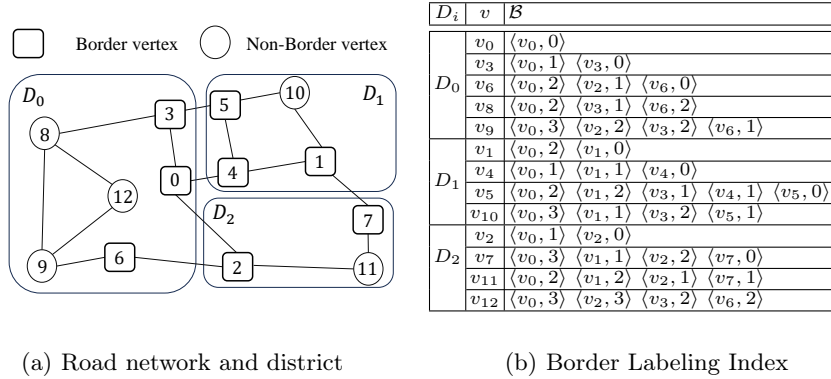 Border vertex Non-Border vertex
D₀
D₁
D₂
3 5 10
8
0 4 1
12
7
9 6 2 11
(a) Road network and district
Dᵢ v ℬ
D₀
v₀ ⟨v₀, 0⟩
v₃ ⟨v₀, 1⟩ ⟨v₃, 0⟩
v₆ ⟨v₀, 2⟩ ⟨v₂, 1⟩ ⟨v₆, 0⟩
v₈ ⟨v₀, 2⟩ ⟨v₃, 1⟩ ⟨v₆, 2⟩
v₉ ⟨v₀, 3⟩ ⟨v₂, 2⟩ ⟨v₃, 2⟩ ⟨v₆, 1⟩
D₁
v₁ ⟨v₀, 2⟩ ⟨v₁, 0⟩
v₄ ⟨v₀, 1⟩ ⟨v₁, 1⟩ ⟨v₄, 0⟩
v₅ ⟨v₀, 2⟩ ⟨v₁, 2⟩ ⟨v₃, 1⟩ ⟨v₄, 1⟩ ⟨v₅, 0⟩
v₁₀ ⟨v₀, 3⟩ ⟨v₁, 1⟩ ⟨v₃, 2⟩ ⟨v₅, 1⟩
D₂
v₂ ⟨v₀, 1⟩ ⟨v₂, 0⟩
v₇ ⟨v₀, 3⟩ ⟨v₁, 1⟩ ⟨v₂, 2⟩ ⟨v₇, 0⟩
v₁₁ ⟨v₀, 2⟩ ⟨v₁, 2⟩ ⟨v₂, 1⟩ ⟨v₇, 1⟩
v₁₂ ⟨v₀, 3⟩ ⟨v₂, 3⟩ ⟨v₃, 2⟩ ⟨v₆, 2⟩
(b) Border Labeling Index